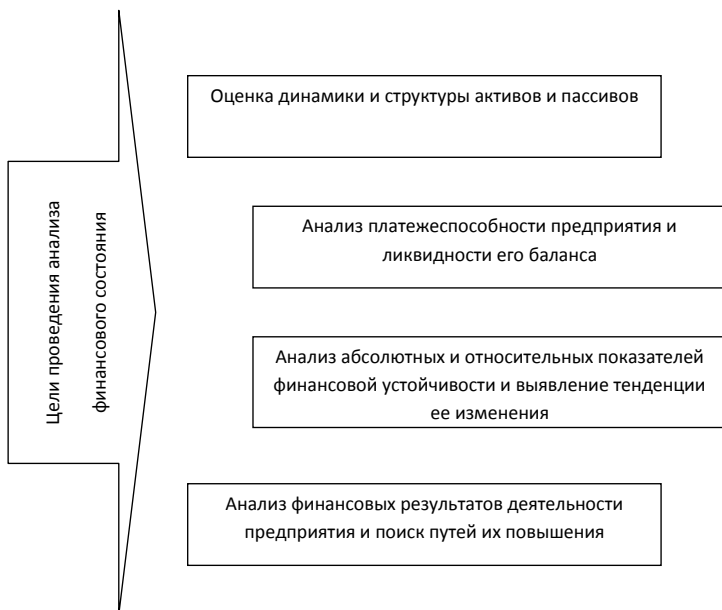 Цели проведения анализа
финансового состояния
Оценка динамики и структуры активов и пассивов
Анализ платежеспособности предприятия и
ликвидности его баланса
Анализ абсолютных и относительных показателей
финансовой устойчивости и выявление тенденции
ее изменения
Анализ финансовых результатов деятельности
предприятия и поиск путей их повышения